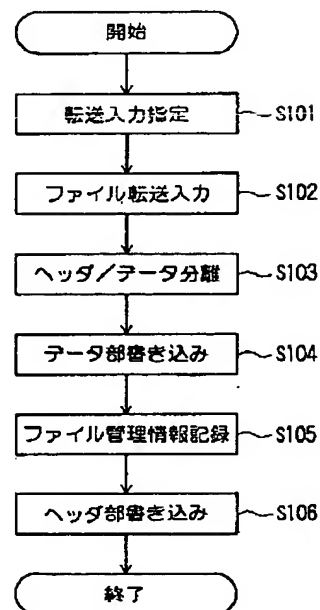 開始
転送入力指定 S101
ファイル転送入力 S102
ヘッダ/データ分離 S103
データ部書き込み S104
ファイル管理情報記録 S105
ヘッダ部書き込み S106
終了